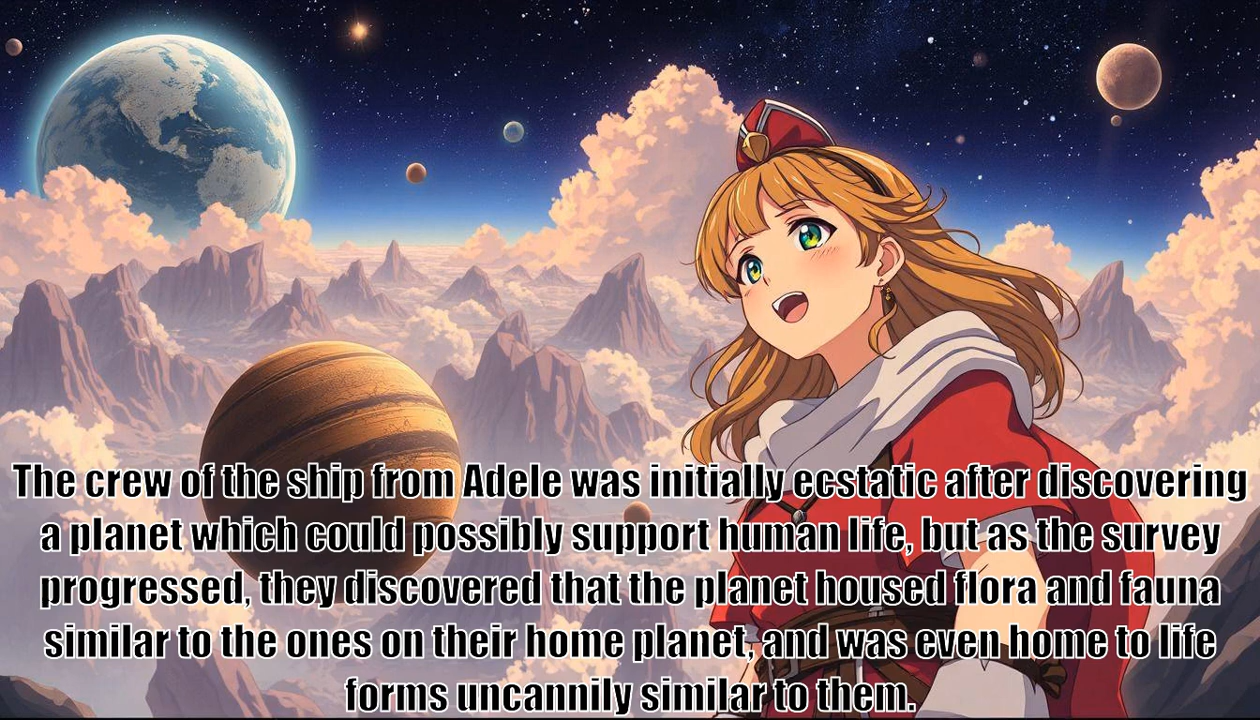 The crew of the ship from Adele was initially ecstatic after discovering
a planet which could possibly support human life, but as the survey
progressed, they discovered that the planet housed flora and fauna
similar to the ones on their home planet, and was even home to life
forms uncannily similar to them.